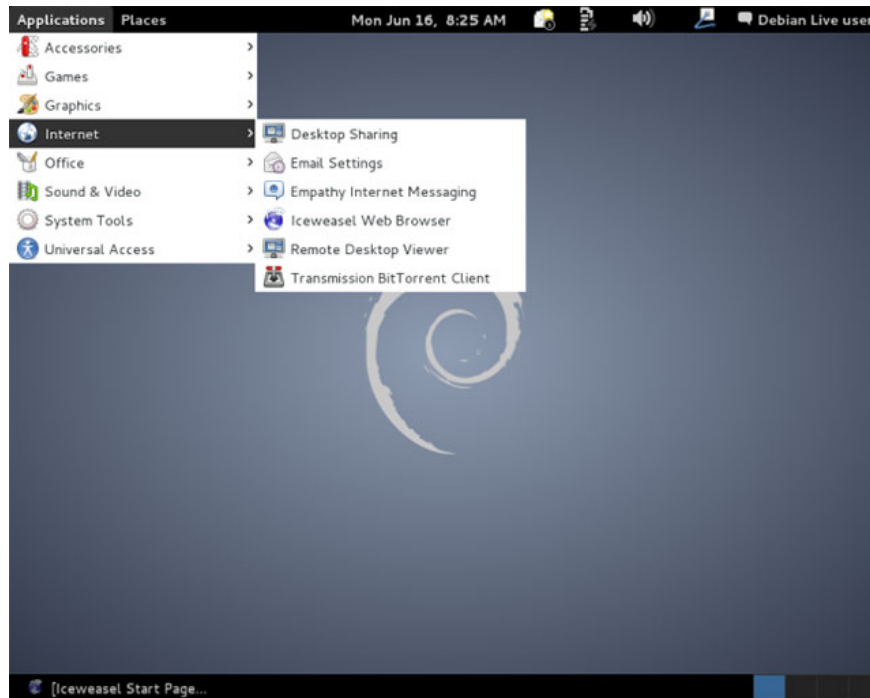 Applications Places Mon Jun 16, 8:25 AM Debian Live user
Accessories
Games
Graphics
Internet
Office
Sound & Video
System Tools
Universal Access
Desktop Sharing
Email Settings
Empathy Internet Messaging
Iceweasel Web Browser
Remote Desktop Viewer
Transmission BitTorrent Client
[Iceweasel Start Page...